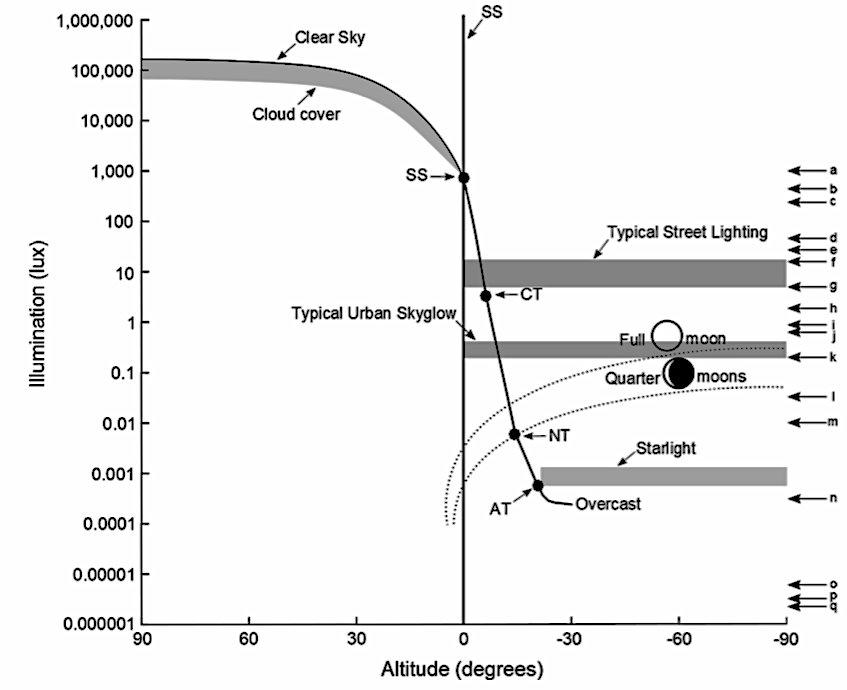 1,000,000
100,000
10,000
1,000
100
10
1
0.1
0.01
0.001
0.0001
0.00001
0.000001
Illumination (lux)
90
60
30
0
-30
-60
-90
Altitude (degrees)
SS
Clear Sky
Cloud cover
SS
Typical Street Lighting
CT
Typical Urban Skyglow
Full moon
Quarter moons
NT
Starlight
AT
Overcast
a
b
c
d
e
f
g
h
i
j
k
l
m
n
o
p
q